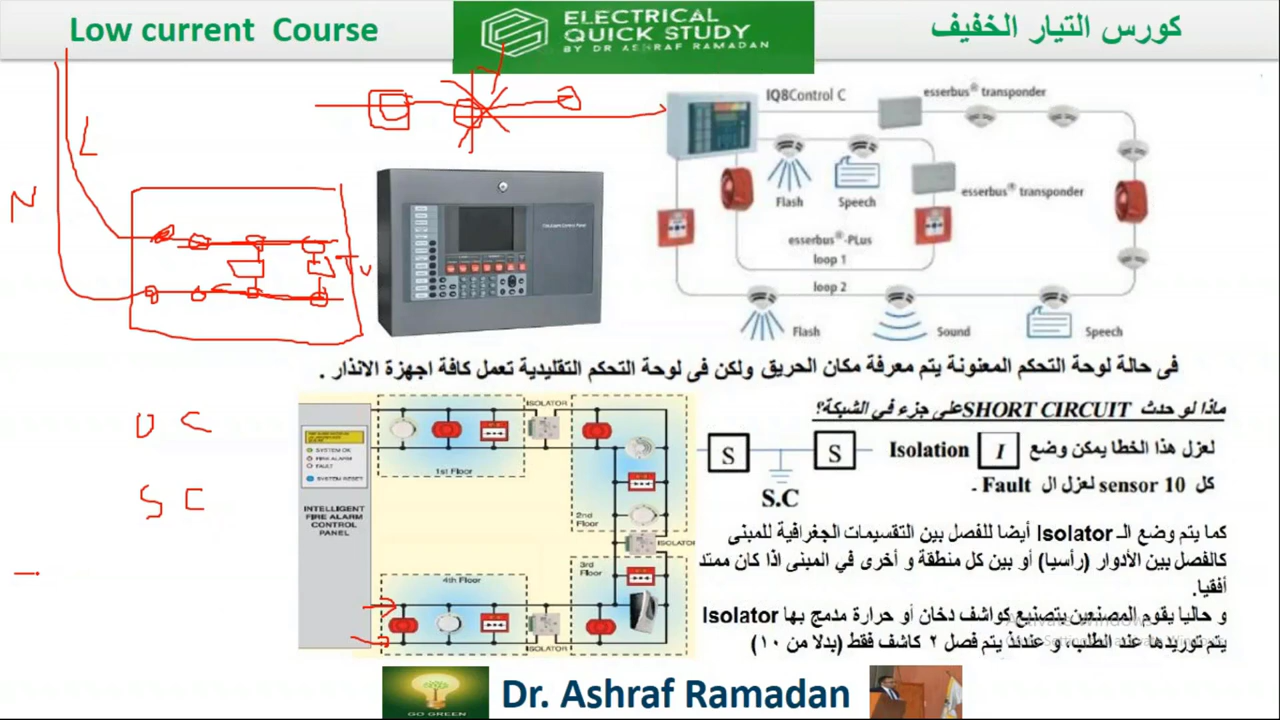 Low current Course
ELECTRICAL
QUICK STUDY
BY DR ASHRAF RAMADAN
كورس التيار الخفيف
L
N
IQ8Control C
esserbus® transponder
Flash
Speech
esserbus® transponder
esserbus®-PLus
loop 1
loop 2
Flash
Sound
Speech
فى حالة لوحة التحكم المعنونة يتم معرفة مكان الحريق ولكن فى لوحة التحكم التقليدية تعمل كافة اجهزة الانذار .
ماذا لو حدث SHORT CIRCUIT على جزء في الشبكة؟
لعزل هذا الخطا يمكن وضع I Isolation
كل 10 sensor لعزل ال Fault .
S
S
S.C
كما يتم وضع الـ Isolator أيضا للفصل بين التقسيمات الجغرافية للمبنى
كالفصل بين الأدوار (رأسيا) أو بين كل منطقة و أخرى في المبنى اذا كان ممتد
أفقيا.
و حاليا يقوم المصنعين بتصنيع كواشف دخان أو حرارة مدمج بها Isolator
يتم توريدها عند الطلب، و عندئذ يتم فصل ٢ كاشف فقط (بدلا من ١٠)
O C
S C
SYSTEM OK
FIRE ALARM
FAULT
SYSTEM RESET
INTELLIGENT
FIRE ALARM
CONTROL
PANEL
ISOLATOR
1st Floor
2nd
Floor
ISOLATOR
3rd
Floor
4th Floor
ISOLATOR
GO GREEN
Dr. Ashraf Ramadan